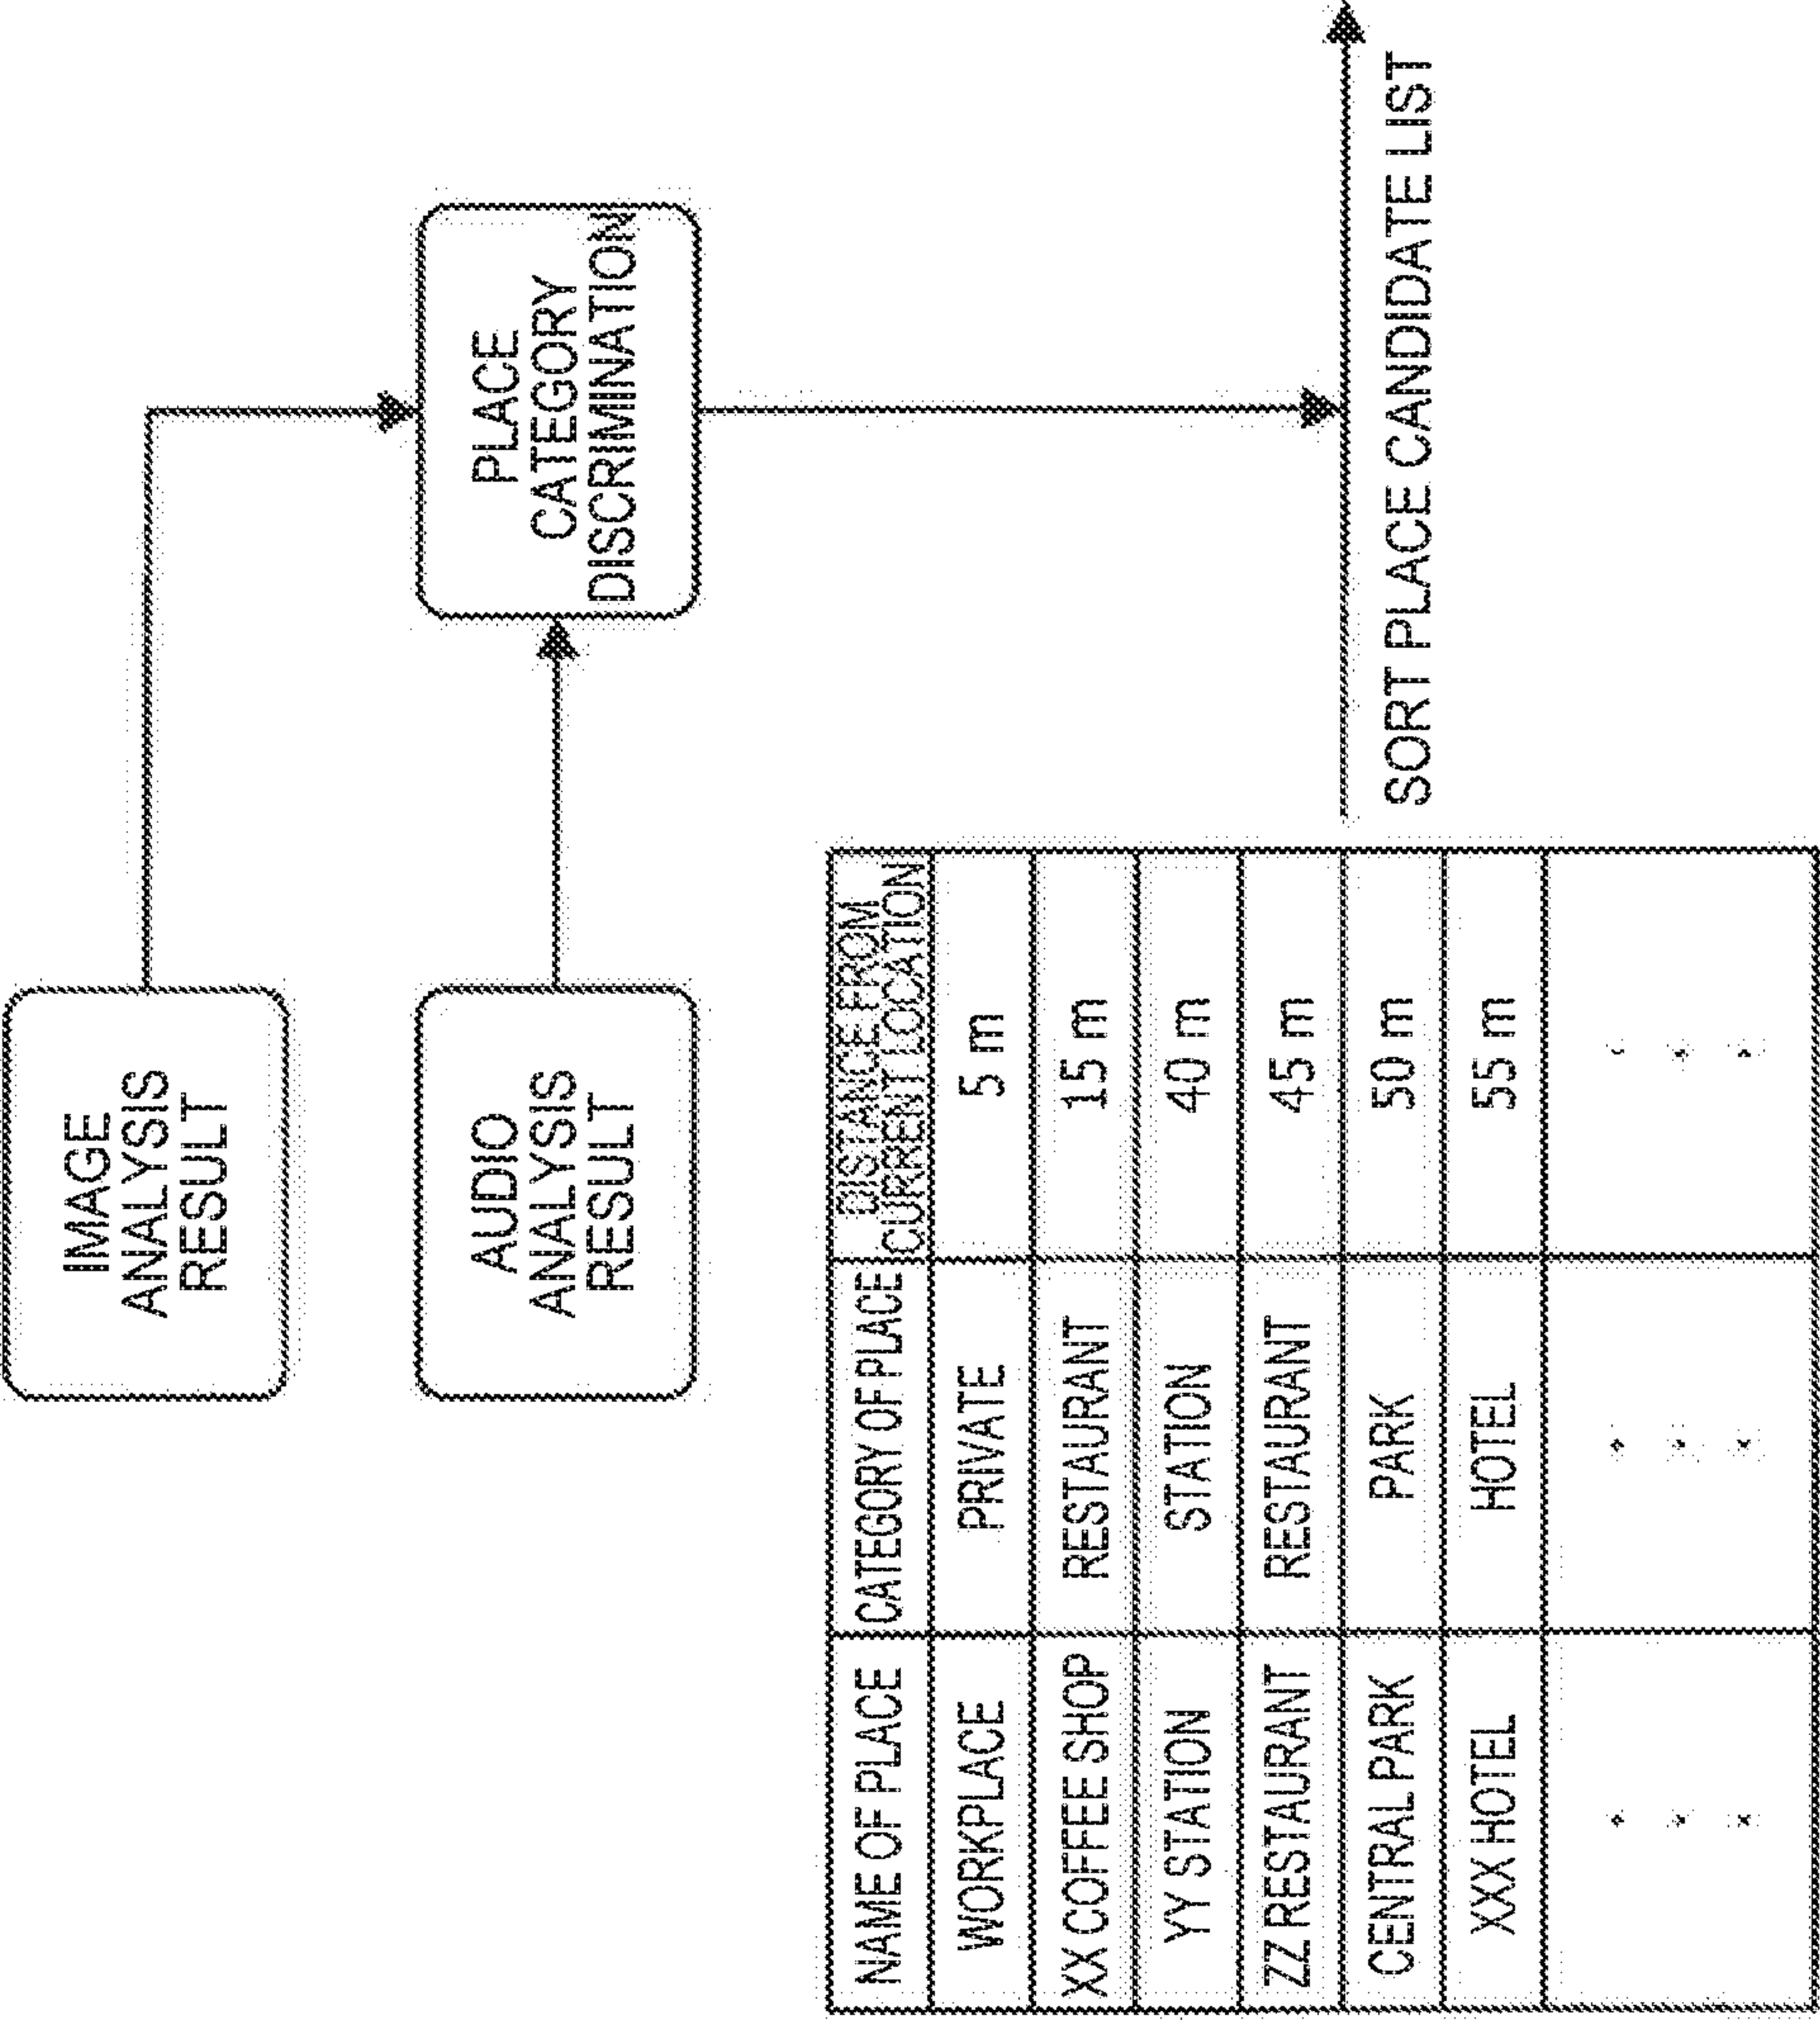 IMAGE
ANALYSIS
RESULT
AUDIO
ANALYSIS
RESULT
PLACE
CATEGORY
DISCRIMINATION
NAME OF PLACE
CATEGORY OF PLACE
DISTANCE FROM
CURRENT LOCATION
WORKPLACE
PRIVATE
5 m
XX COFFEE SHOP
RESTAURANT
15 m
YY STATION
STATION
40 m
ZZ RESTAURANT
RESTAURANT
45 m
CENTRAL PARK
PARK
50 m
XXX HOTEL
HOTEL
55 m
SORT PLACE CANDIDATE LIST